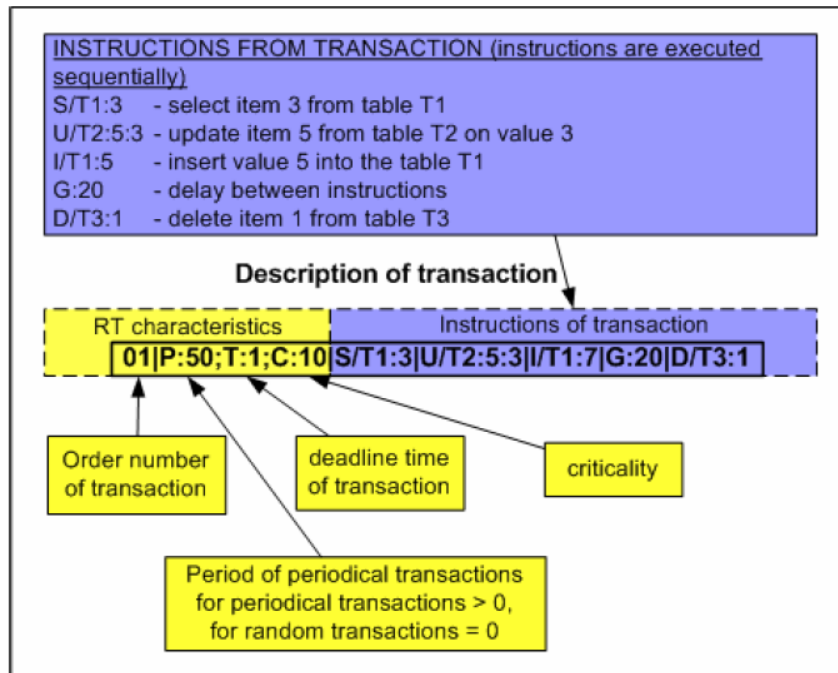 INSTRUCTIONS FROM TRANSACTION (instructions are executed
sequentially)
S/T1:3 - select item 3 from table T1
U/T2:5:3 - update item 5 from table T2 on value 3
I/T1:5 - insert value 5 into the table T1
G:20 - delay between instructions
D/T3:1 - delete item 1 from table T3
Description of transaction
RT characteristics Instructions of transaction
01|P:50;T:1;C:10|S/T1:3|U/T2:5:3|I/T1:7|G:20|D/T3:1
Order number
of transaction
deadline time
of transaction
criticality
Period of periodical transactions
for periodical transactions > 0,
for random transactions = 0